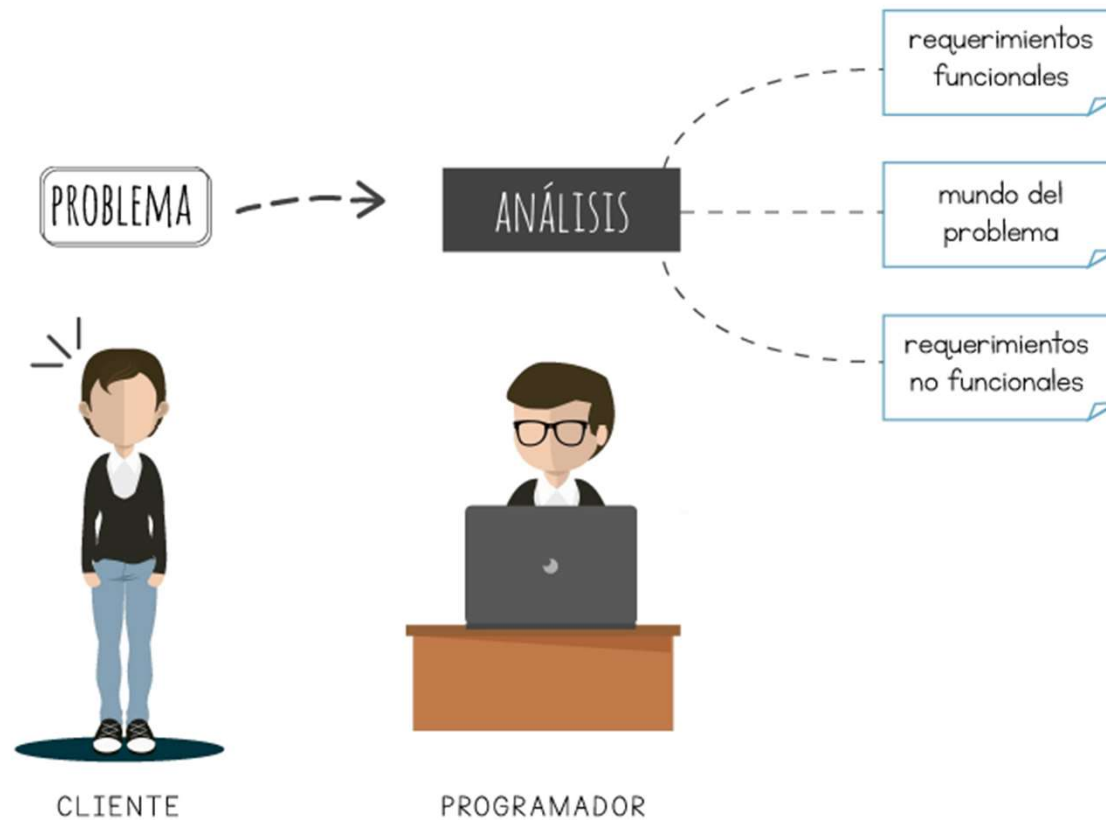 requerimientos
funcionales
PROBLEMA
ANÁLISIS
mundo del
problema
requerimientos
no funcionales
CLIENTE
PROGRAMADOR